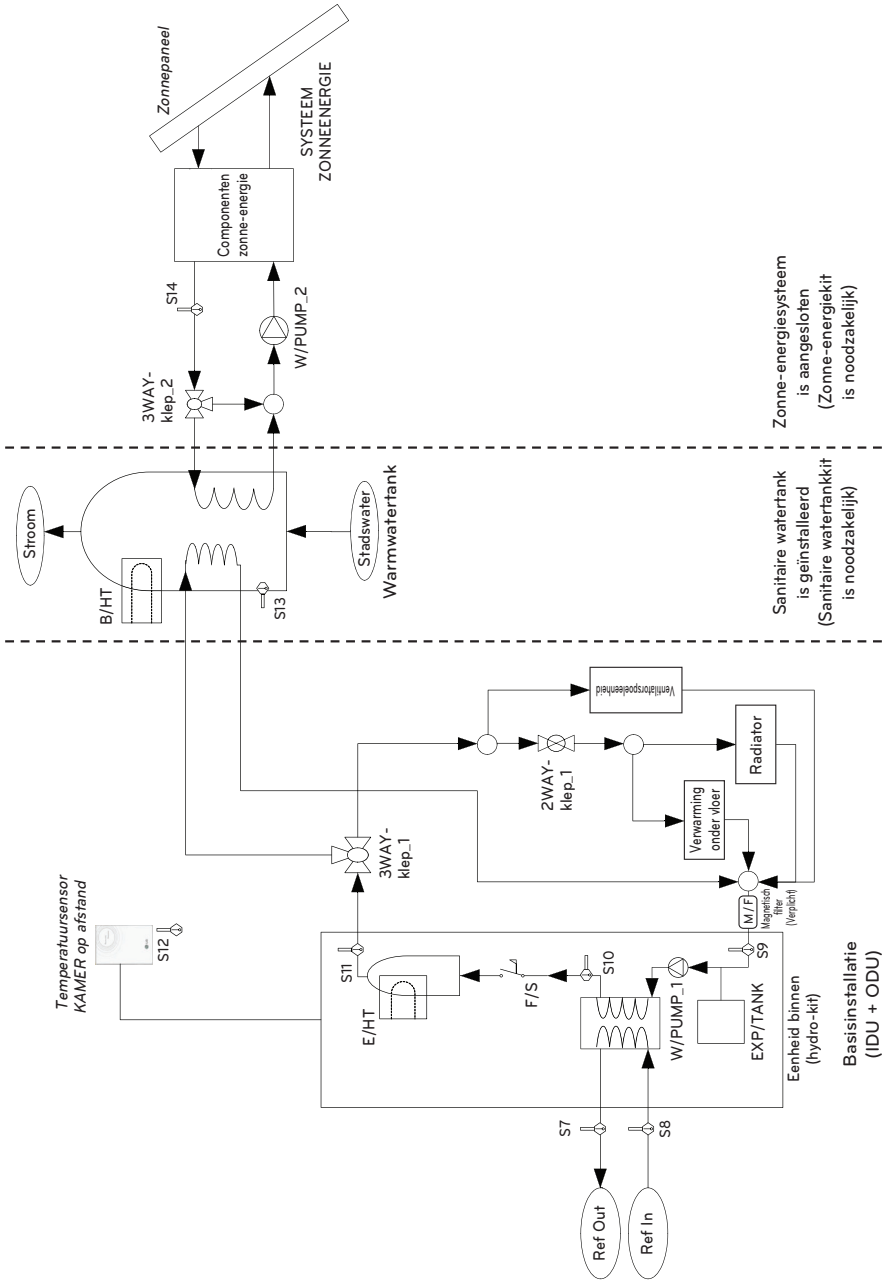 Temperatuursensor
KAMER op afstand
S12
Ref Out
Ref In
S7
S8
E/HT
S11
F/S
S10
W/PUMP_1
EXP/TANK
S9
M / F
Magnetisch
filter
(Verplicht)
Eenheid binnen
(hydro-kit)
Basisinstallatie
(IDU + ODU)
3WAY-
klep_1
2WAY-
klep_1
Verwarming
onder vloer
Radiator
Ventilatorspoeleenheid
Stroom
B/HT
S13
Stadswater
Warmwatertank
Sanitaire watertank
is geïnstalleerd
(Sanitaire watertankkit
is noodzakelijk)
3WAY-
klep_2
S14
W/PUMP_2
Componenten
zonne-energie
Zonnepaneel
SYSTEEM
ZONNEENERGIE
Zonne-energiesysteem
is aangesloten
(Zonne-energiekit
is noodzakelijk)